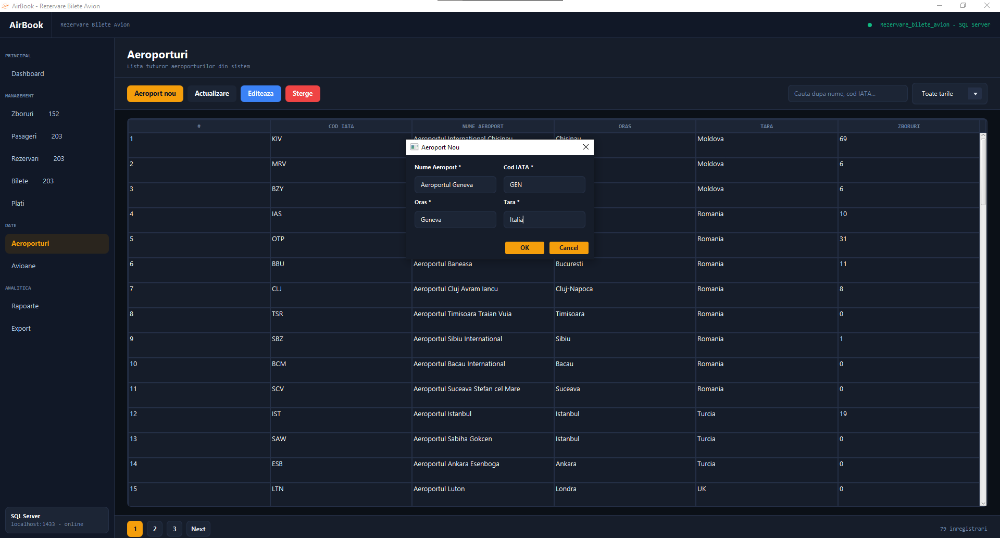 AirBook - Rezervare Bilete Avion
AirBook
Rezervare Bilete Avion
Rezervare_bilete_avion - SQL Server
PRINCIPAL
Dashboard
MANAGEMENT
Zboruri 152
Pasageri 203
Rezervari 203
Bilete 203
Plati
DATE
Aeroporturi
Avioane
ANALITICA
Rapoarte
Export
SQL Server
localhost:1433 - online
Aeroporturi
Lista tuturor aeroporturilor din sistem
Aeroport nou Actualizare Editeaza Sterge
Cauta dupa nume, cod IATA...
Toate tarile
# COD IATA NUME AEROPORT ORAS TARA ZBORURI
1 KIV Aeroportul International Chisinau Chisinau Moldova 69
2 MRV Moldova 6
3 BZY Moldova 6
4 IAS Romania 10
5 OTP Romania 31
6 BBU Aeroportul Baneasa Bucuresti Romania 11
7 CLJ Aeroportul Cluj Avram Iancu Cluj-Napoca Romania 8
8 TSR Aeroportul Timisoara Traian Vuia Timisoara Romania 0
9 SBZ Aeroportul Sibiu International Sibiu Romania 1
10 BCM Aeroportul Bacau International Bacau Romania 0
11 SCV Aeroportul Suceava Stefan cel Mare Suceava Romania 0
12 IST Aeroportul Istanbul Istanbul Turcia 19
13 SAW Aeroportul Sabiha Gokcen Istanbul Turcia 0
14 ESB Aeroportul Ankara Esenboga Ankara Turcia 0
15 LTN Aeroportul Luton Londra UK 0
Aeroport Nou
Nume Aeroport * Cod IATA *
Aeroportul Geneva GEN
Oras * Tara *
Geneva Italia
OK Cancel
1 2 3 Next
79 inregistrari